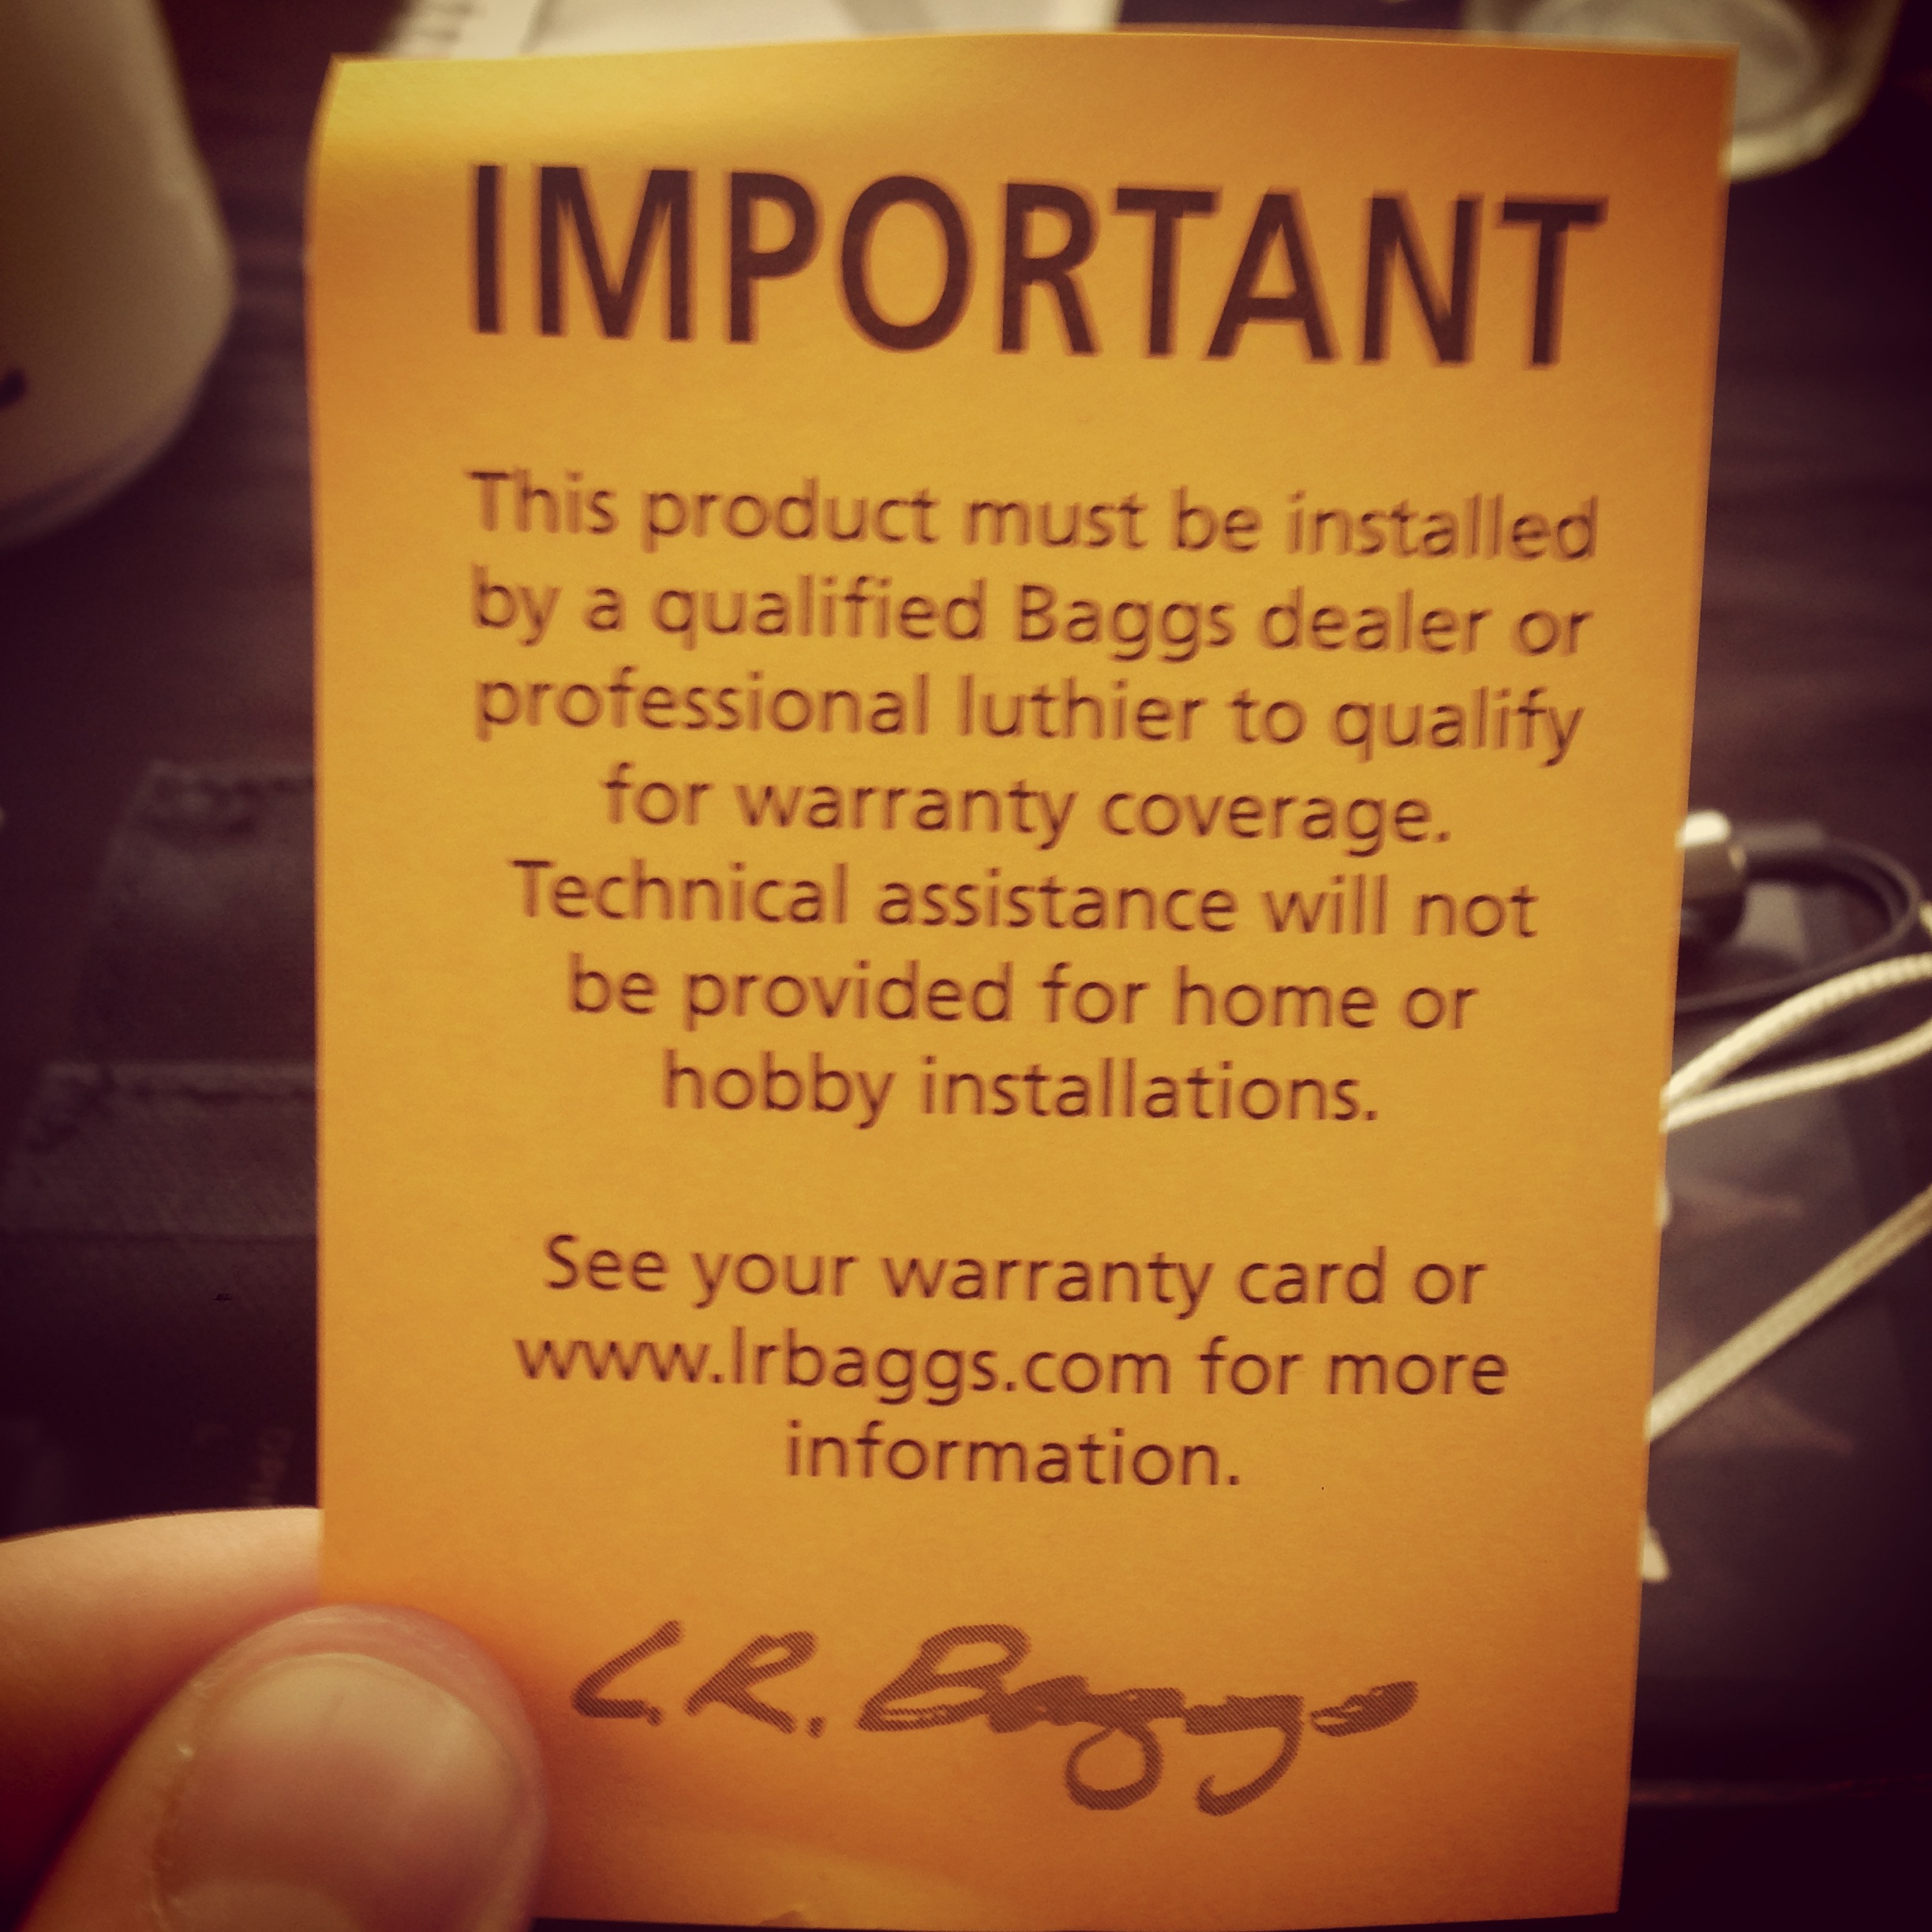 IMPORTANT
This product must be installed
by a qualified Baggs dealer or
professional luthier to qualify
for warranty coverage.
Technical assistance will not
be provided for home or
hobby installations.
See your warranty card or
www.lrbaggs.com for more
information.
L.R. Baggs